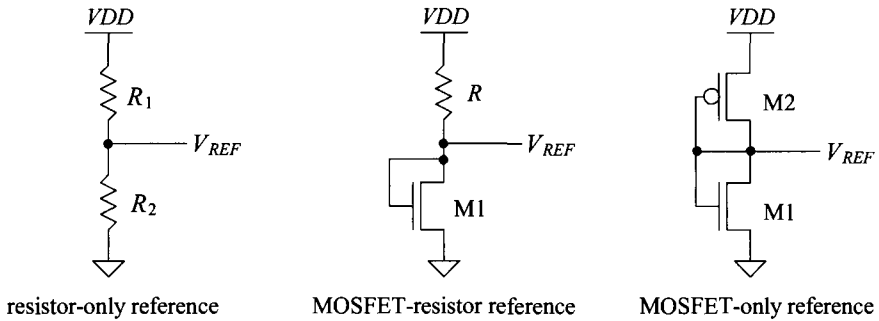 VDD VDD VDD
R1 R M2
VREF VREF VREF
R2 M1 M1
resistor-only reference MOSFET-resistor reference MOSFET-only reference